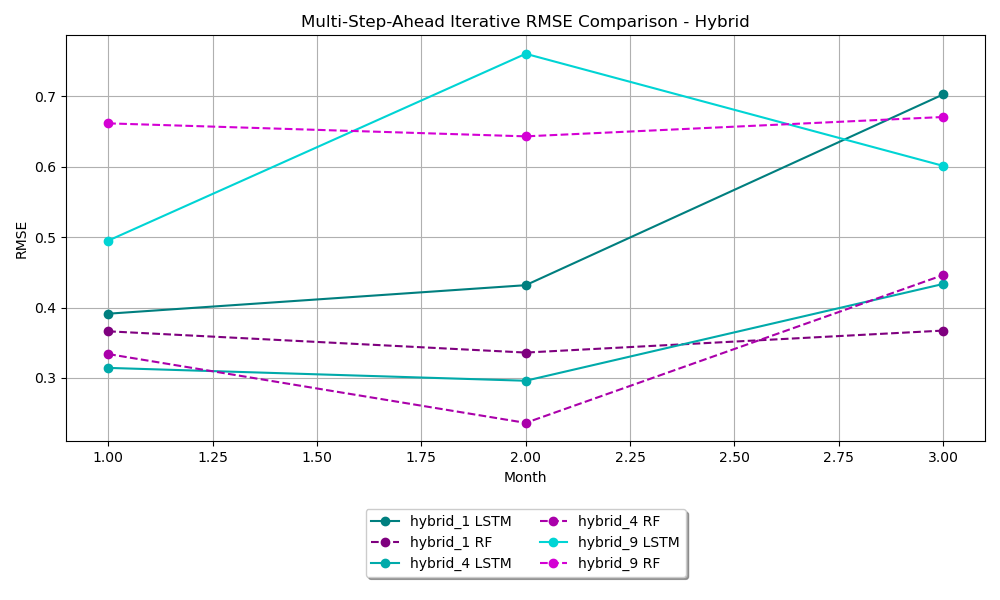 Multi-Step-Ahead Iterative RMSE Comparison - Hybrid
RMSE
0.7
0.6
0.5
0.4
0.3
1.00 1.25 1.50 1.75 2.00 2.25 2.50 2.75 3.00
Month
hybrid_1 LSTM
hybrid_1 RF
hybrid_4 LSTM
hybrid_4 RF
hybrid_9 LSTM
hybrid_9 RF